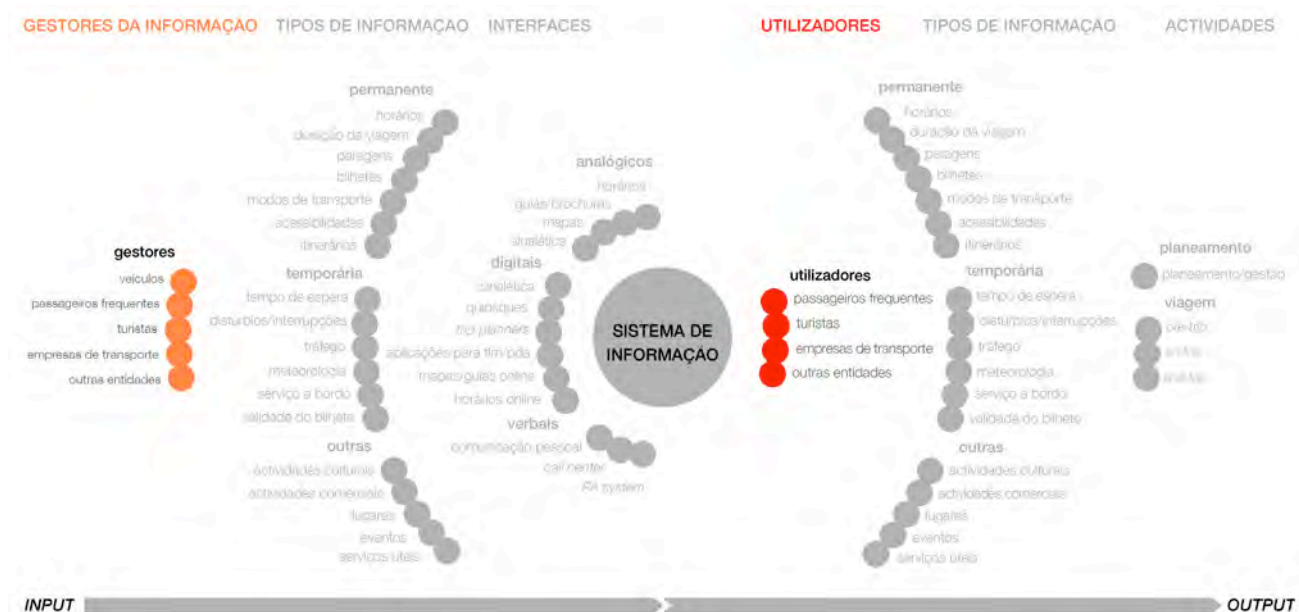 GESTORES DA INFORMAÇÃO
TIPOS DE INFORMAÇÃO
INTERFACES
UTILIZADORES
TIPOS DE INFORMAÇÃO
ACTIVIDADES
permanente
horários
duração da viagem
paragens
bilhetes
modos de transporte
acessibilidades
itinerários
gestores
veículos
passageiros frequentes
turistas
empresas de transporte
outras entidades
temporária
tempo de espera
distúrbios/interrupções
tráfego
meteorologia
serviço a bordo
validade do bilhete
outras
actividades culturais
actividades comerciais
lugares
eventos
serviços úteis
analógicos
horários
guias/brochuras
mapas
sinalética
digitais
sinalética
quiosques
trip planners
aplicações para tlm/pda
mapas/guias online
horários online
verbais
comunicação pessoal
call center
PA system
SISTEMA DE
INFORMAÇÃO
utilizadores
passageiros frequentes
turistas
empresas de transporte
outras entidades
permanente
horários
duração da viagem
paragens
bilhetes
modos de transporte
acessibilidades
itinerários
temporária
tempo de espera
distúrbios/interrupções
tráfego
meteorologia
serviço a bordo
validade do bilhete
outras
actividades culturais
actividades comerciais
lugares
eventos
serviços úteis
planeamento
planeamento/gestão
viagem
INPUT
OUTPUT